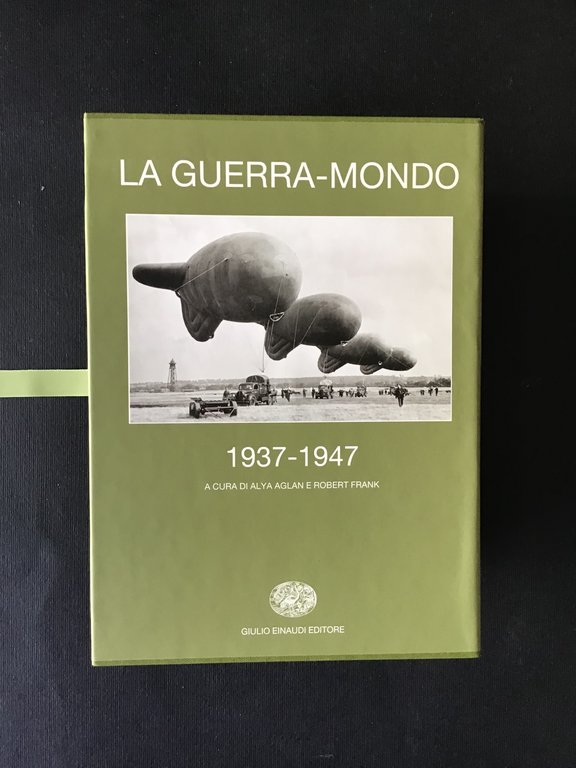 LA GUERRA-MONDO
1937-1947
A CURA DI ALYA AGLAN E ROBERT FRANK
GIULIO EINAUDI EDITORE